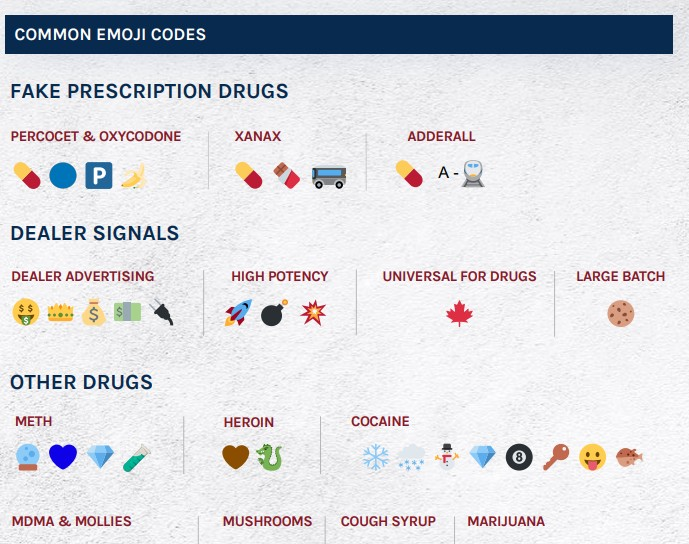 COMMON EMOJI CODES
FAKE PRESCRIPTION DRUGS
PERCOCET & OXYCODONE XANAX ADDERALL
P A -
DEALER SIGNALS
DEALER ADVERTISING HIGH POTENCY UNIVERSAL FOR DRUGS LARGE BATCH
OTHER DRUGS
METH HEROIN COCAINE
8
MDMA & MOLLIES MUSHROOMS COUGH SYRUP MARIJUANA